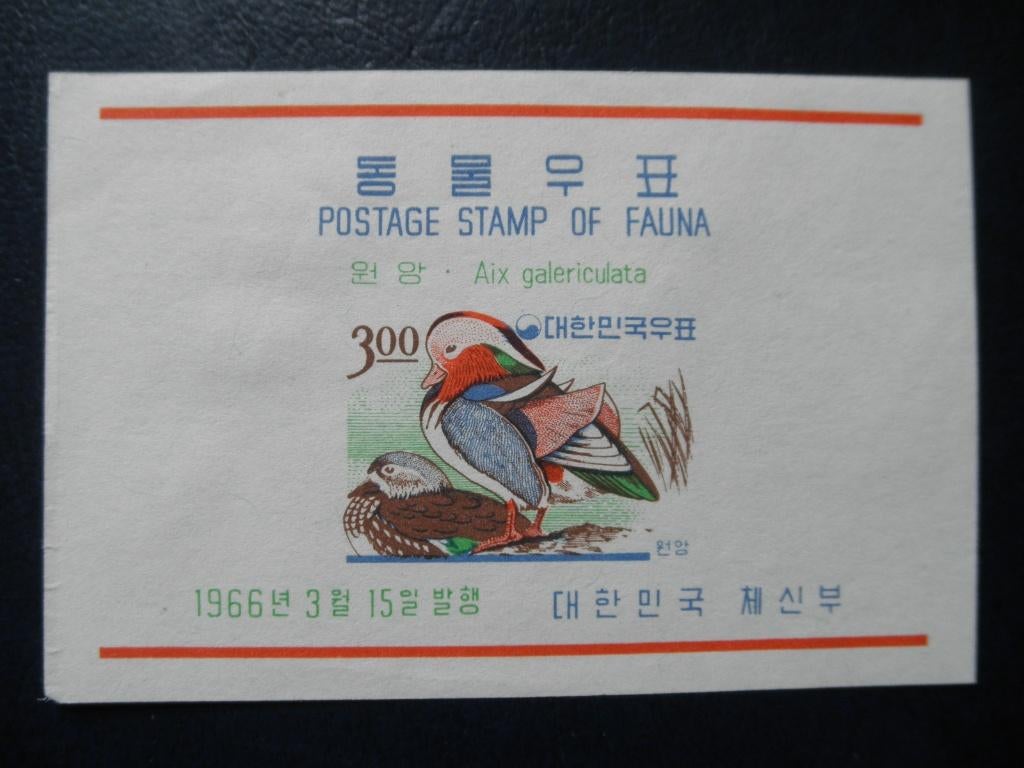 동물우표
POSTAGE STAMP OF FAUNA
원앙 · Aix galericulata
3.00 대한민국우표
원앙
1966년 3월 15일 발행 대한민국 체신부